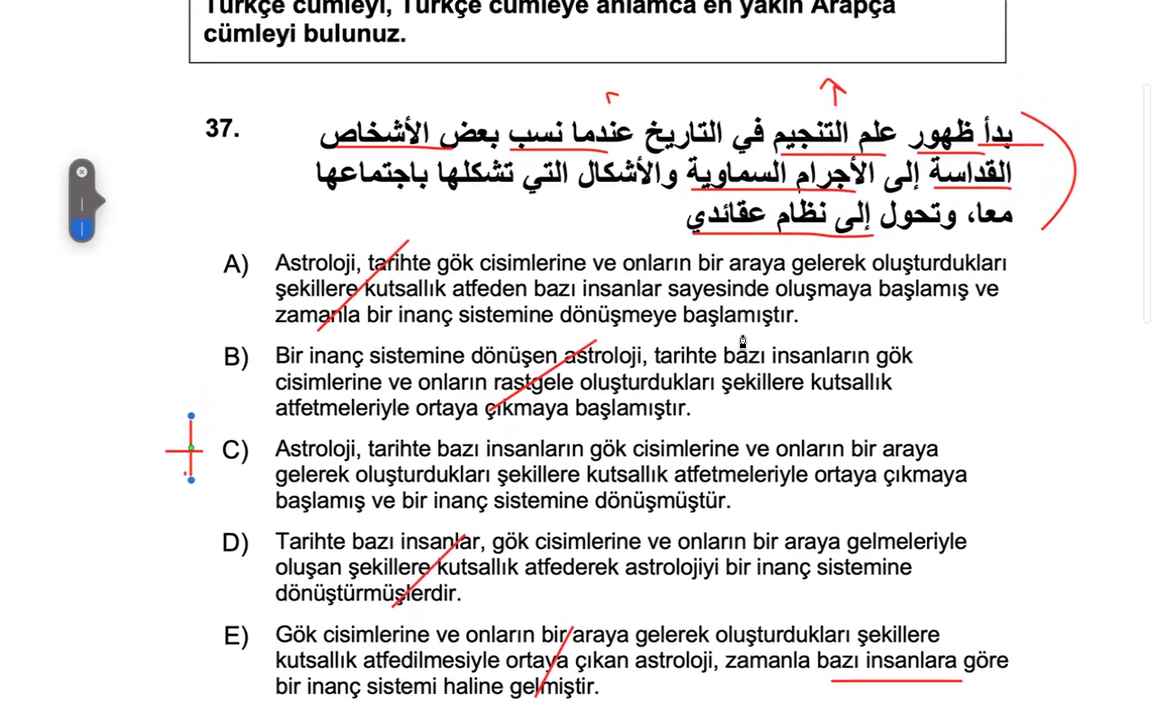 Türkçe cümleyi, Türkçe cümleye anlamca en yakın Arapça
cümleyi bulunuz.
37.
بدأ ظهور علم التنجيم في التاريخ عندما نسب بعض الأشخاص
القداسة إلى الأجرام السماوية والأشكال التي تشكلها باجتماعها
معا، وتحول إلى نظام عقائدي
A) Astroloji, tarihte gök cisimlerine ve onların bir araya gelerek oluşturdukları
şekillere kutsallık atfeden bazı insanlar sayesinde oluşmaya başlamış ve
zamanla bir inanç sistemine dönüşmeye başlamıştır.
B) Bir inanç sistemine dönüşen astroloji, tarihte bazı insanların gök
cisimlerine ve onların rastgele oluşturdukları şekillere kutsallık
atfetmeleriyle ortaya çıkmaya başlamıştır.
C) Astroloji, tarihte bazı insanların gök cisimlerine ve onların bir araya
gelerek oluşturdukları şekillere kutsallık atfetmeleriyle ortaya çıkmaya
başlamış ve bir inanç sistemine dönüşmüştür.
D) Tarihte bazı insanlar, gök cisimlerine ve onların bir araya gelmeleriyle
oluşan şekillere kutsallık atfederek astrolojiyi bir inanç sistemine
dönüştürmüşlerdir.
E) Gök cisimlerine ve onların bir araya gelerek oluşturdukları şekillere
kutsallık atfedilmesiyle ortaya çıkan astroloji, zamanla bazı insanlara göre
bir inanç sistemi haline gelmiştir.